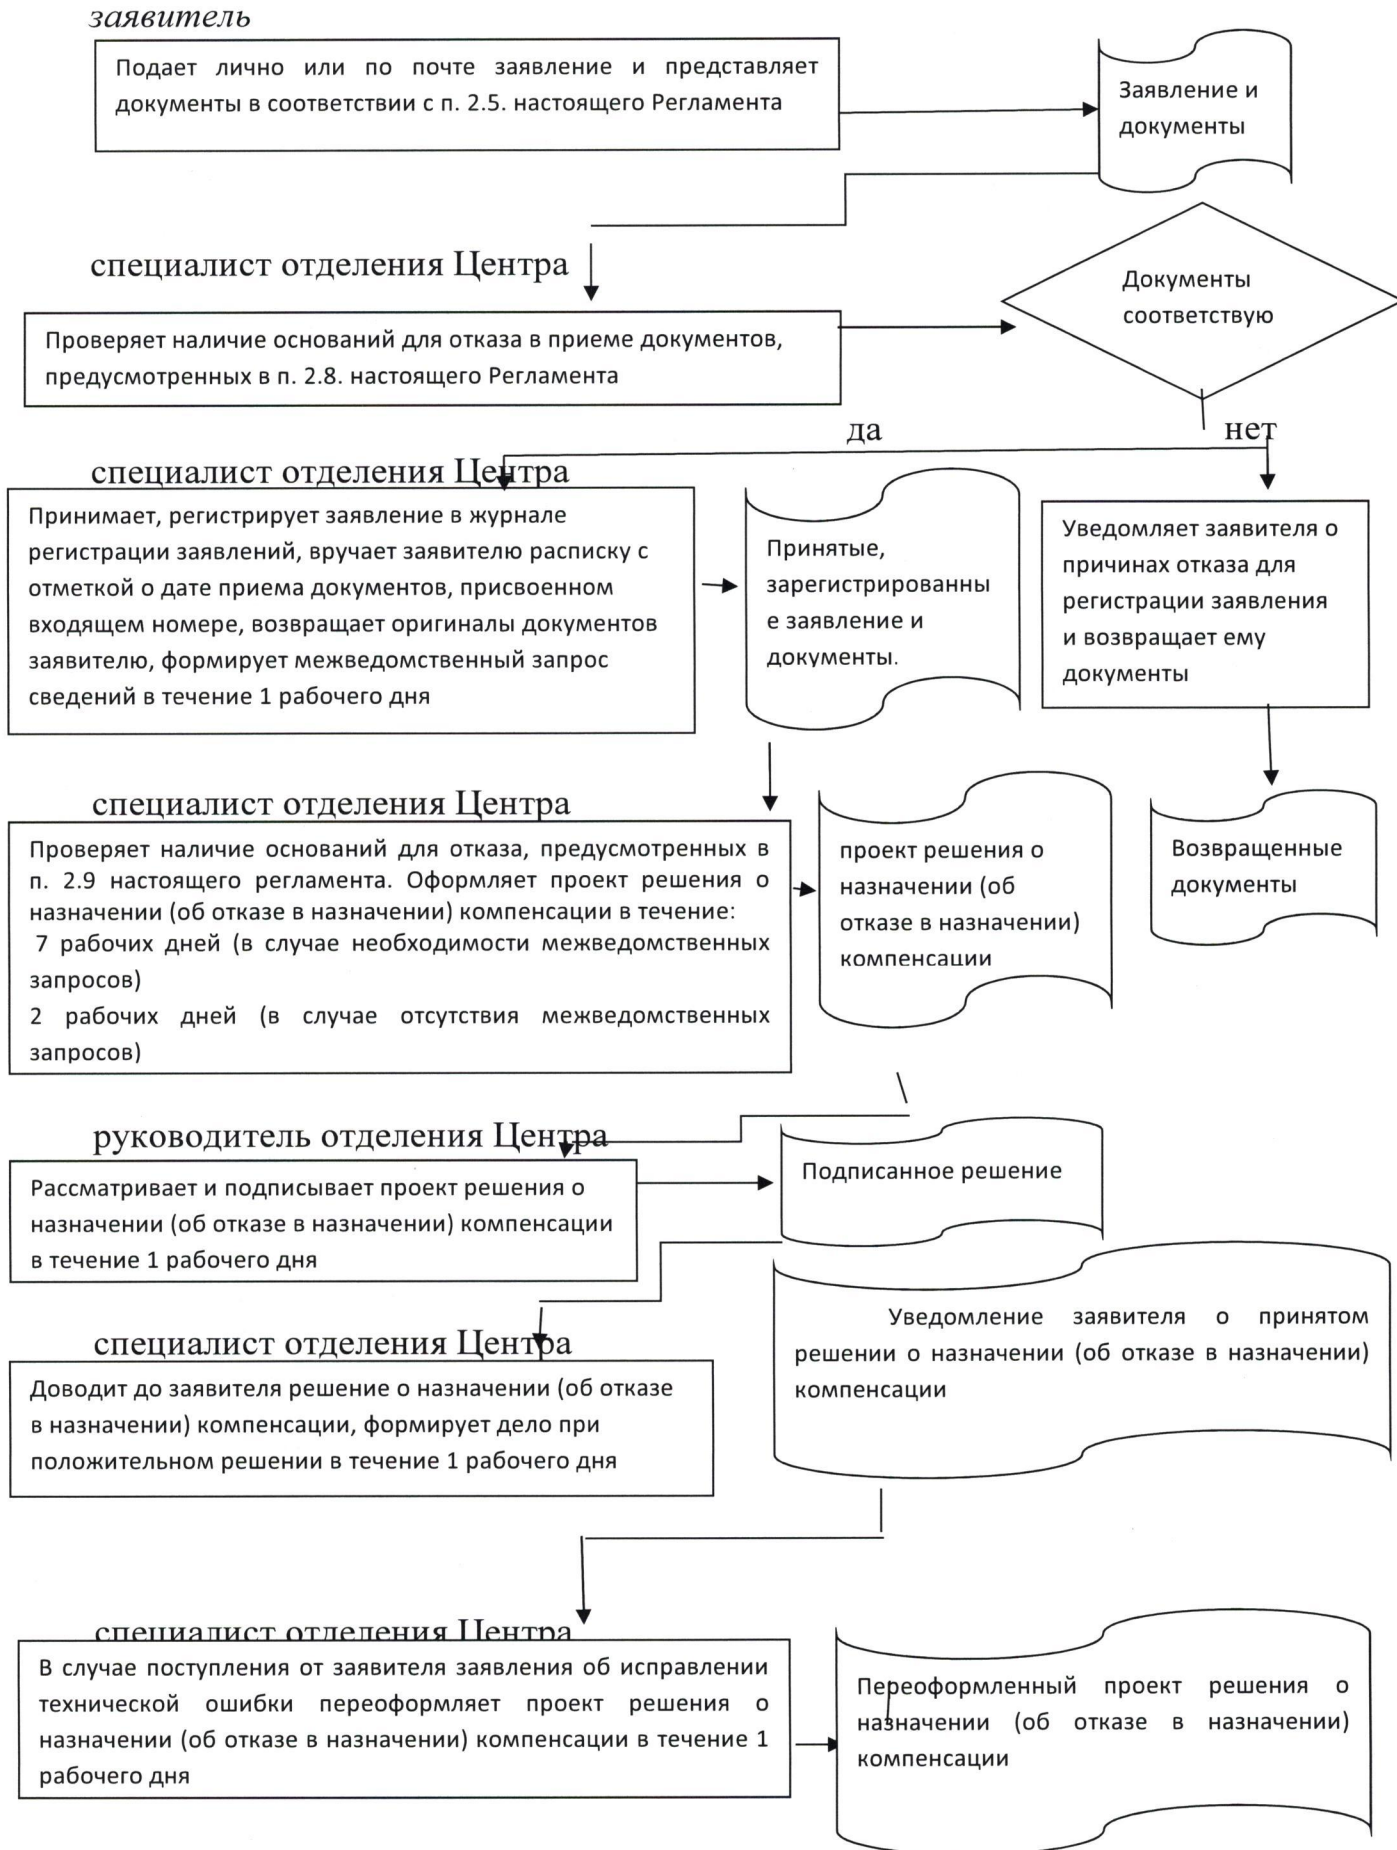 заявитель
Подает лично или по почте заявление и представляет
документы в соответствии с п. 2.5. настоящего Регламента
Заявление и
документы
специалист отделения Центра
Документы
соответствую
Проверяет наличие оснований для отказа в приеме документов,
предусмотренных в п. 2.8. настоящего Регламента
да
нет
специалист отделения Центра
Принимает, регистрирует заявление в журнале
регистрации заявлений, вручает заявителю расписку с
отметкой о дате приема документов, присвоенном
входящем номере, возвращает оригиналы документов
заявителю, формирует межведомственный запрос
сведений в течение 1 рабочего дня
Принятые,
зарегистрированны
е заявление и
документы.
Уведомляет заявителя о
причинах отказа для
регистрации заявления
и возвращает ему
документы
специалист отделения Центра
Проверяет наличие оснований для отказа, предусмотренных в
п. 2.9 настоящего регламента. Оформляет проект решения о
назначении (об отказе в назначении) компенсации в течение:
7 рабочих дней (в случае необходимости межведомственных
запросов)
2 рабочих дней (в случае отсутствия межведомственных
запросов)
проект решения о
назначении (об
отказе в назначении)
компенсации
Возвращенные
документы
руководитель отделения Центра
Рассматривает и подписывает проект решения о
назначении (об отказе в назначении) компенсации
в течение 1 рабочего дня
Подписанное решение
Уведомление заявителя о принятом
решении о назначении (об отказе в назначении)
компенсации
специалист отделения Центра
Доводит до заявителя решение о назначении (об отказе
в назначении) компенсации, формирует дело при
положительном решении в течение 1 рабочего дня
специалист отделения Центра
В случае поступления от заявителя заявления об исправлении
технической ошибки переоформляет проект решения о
назначении (об отказе в назначении) компенсации в течение 1
рабочего дня
Переоформленный проект решения о
назначении (об отказе в назначении)
компенсации